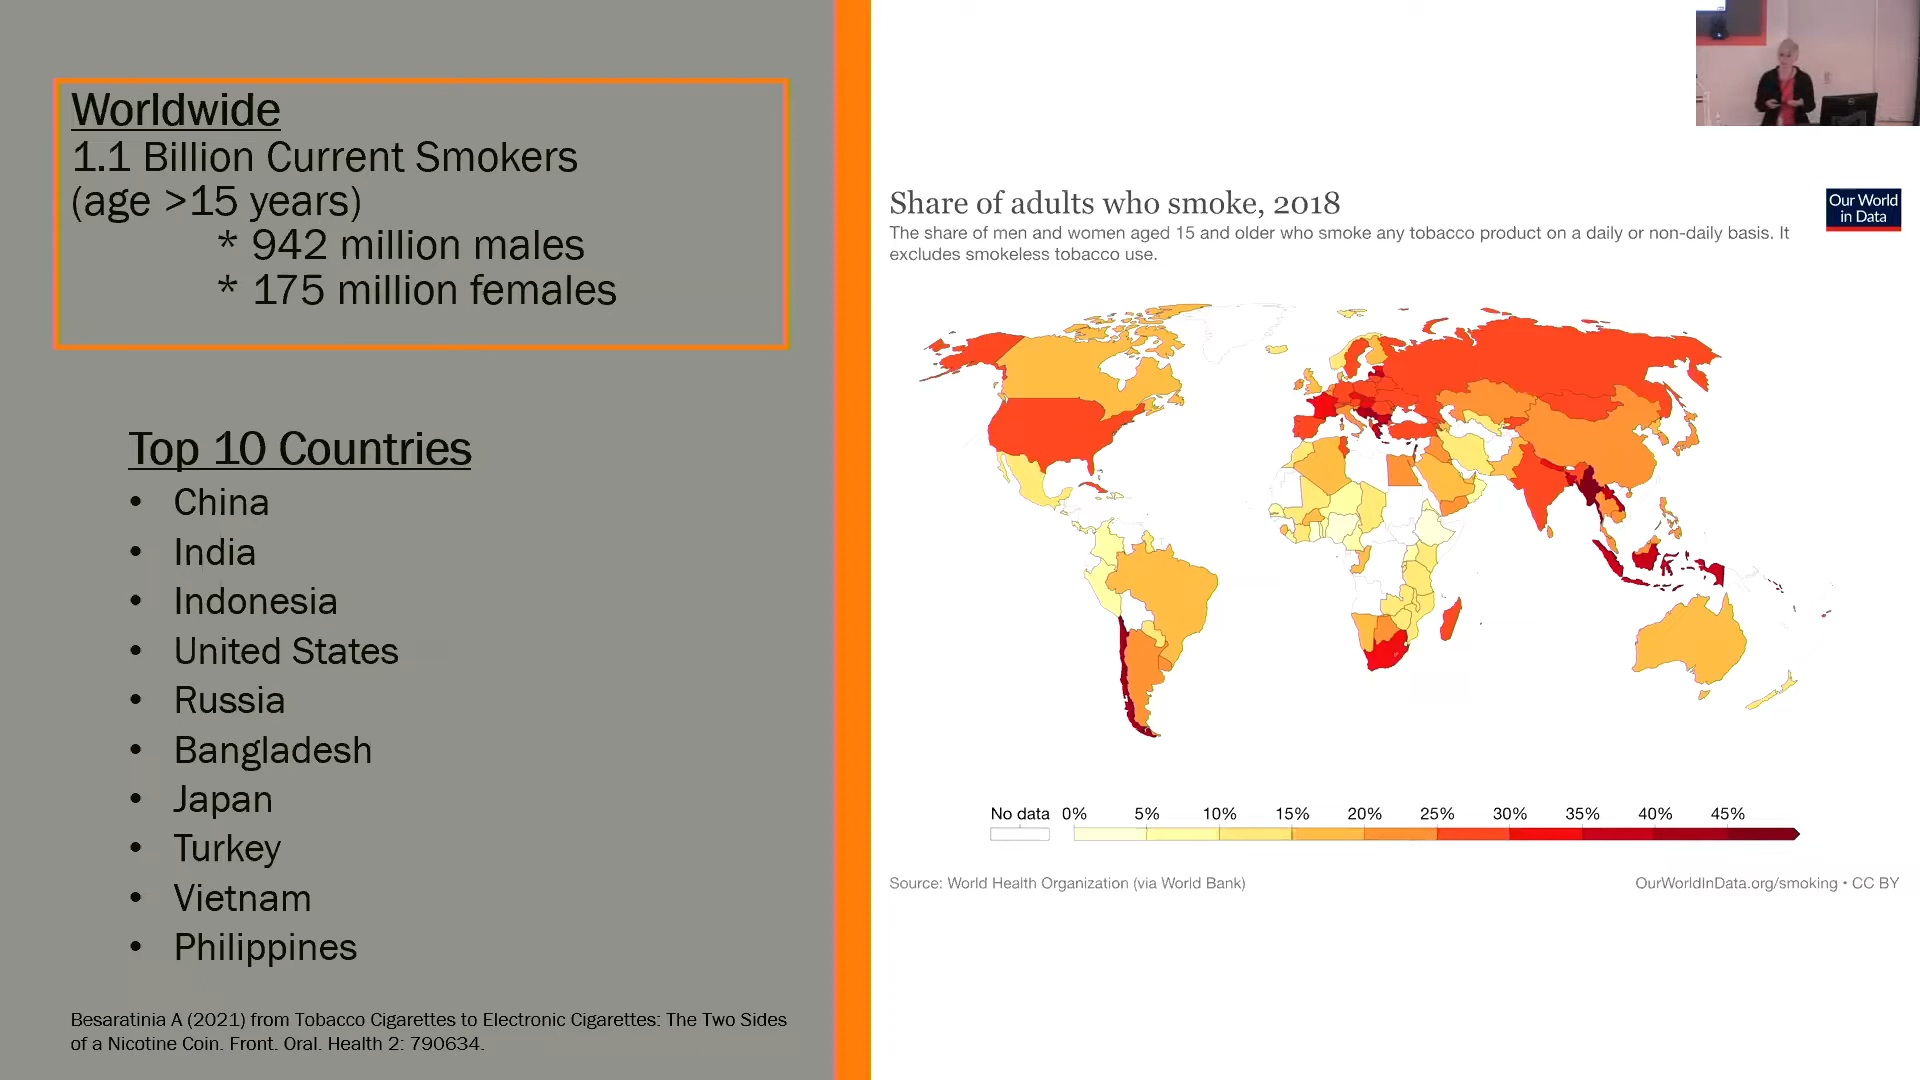 Worldwide
1.1 Billion Current Smokers
(age >15 years)
* 942 million males
* 175 million females
Top 10 Countries
• China
• India
• Indonesia
• United States
• Russia
• Bangladesh
• Japan
• Turkey
• Vietnam
• Philippines
Besaratinia A (2021) from Tobacco Cigarettes to Electronic Cigarettes: The Two Sides
of a Nicotine Coin. Front. Oral. Health 2: 790634.
Share of adults who smoke, 2018
Our World
in Data
The share of men and women aged 15 and older who smoke any tobacco product on a daily or non-daily basis. It
excludes smokeless tobacco use.
No data 0% 5% 10% 15% 20% 25% 30% 35% 40% 45%
Source: World Health Organization (via World Bank)
OurWorldInData.org/smoking • CC BY